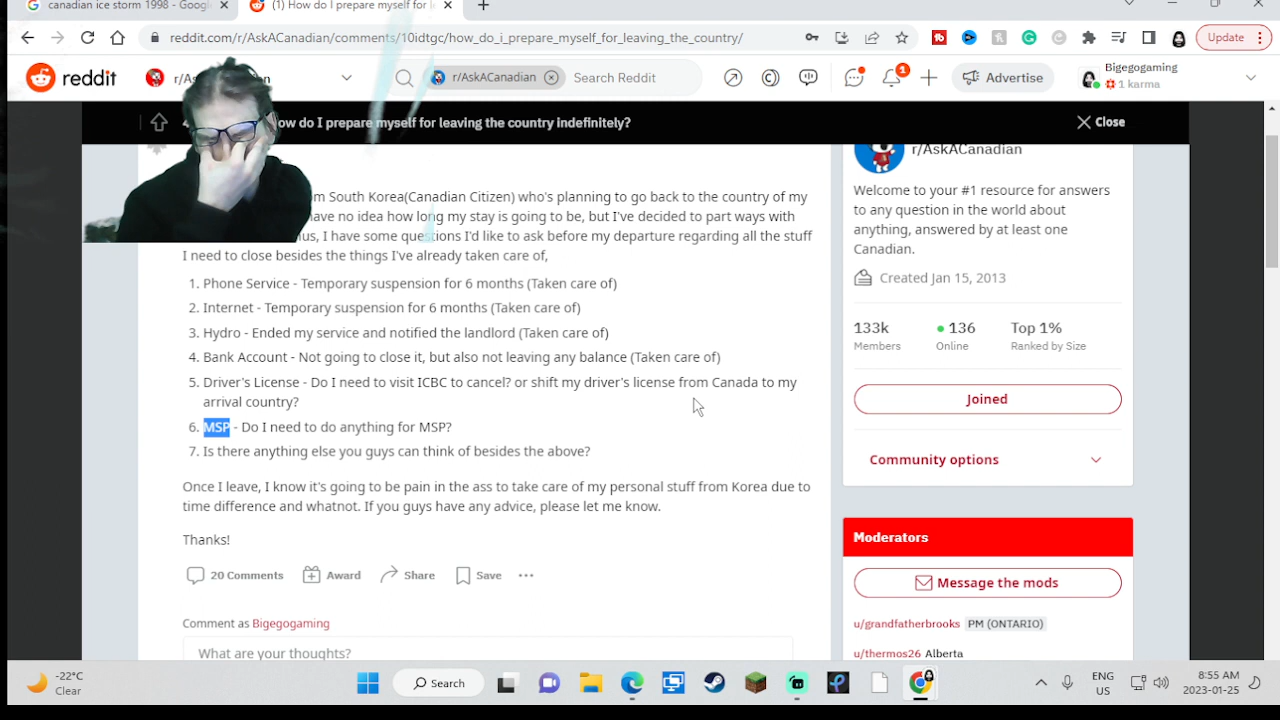 canadian ice storm 1998 - Googl
(1) How do I prepare myself for l
reddit.com/r/AskACanadian/comments/10idtgc/how_do_i_prepare_myself_for_leaving_the_country/
Update
reddit
r/AskACanadian
Search Reddit
1
Advertise
Bigegogaming
1 karma
ow do I prepare myself for leaving the country indefinitely?
Close
r/AskACanadian
m South Korea(Canadian Citizen) who's planning to go back to the country of my
have no idea how long my stay is going to be, but I've decided to part ways with
us, I have some questions I'd like to ask before my departure regarding all the stuff
I need to close besides the things I've already taken care of,
1. Phone Service - Temporary suspension for 6 months (Taken care of)
2. Internet - Temporary suspension for 6 months (Taken care of)
3. Hydro - Ended my service and notified the landlord (Taken care of)
4. Bank Account - Not going to close it, but also not leaving any balance (Taken care of)
5. Driver's License - Do I need to visit ICBC to cancel? or shift my driver's license from Canada to my
arrival country?
6. MSP - Do I need to do anything for MSP?
7. Is there anything else you guys can think of besides the above?
Once I leave, I know it's going to be pain in the ass to take care of my personal stuff from Korea due to
time difference and whatnot. If you guys have any advice, please let me know.
Thanks!
20 Comments
Award
Share
Save
Comment as Bigegogaming
What are your thoughts?
Welcome to your #1 resource for answers
to any question in the world about
anything, answered by at least one
Canadian.
Created Jan 15, 2013
133k
136
Top 1%
Members
Online
Ranked by Size
Joined
Community options
Moderators
Message the mods
u/grandfatherbrooks PM (ONTARIO)
u/thermos26 Alberta
-22°C
Clear
Search
ENG
US
8:55 AM
2023-01-25